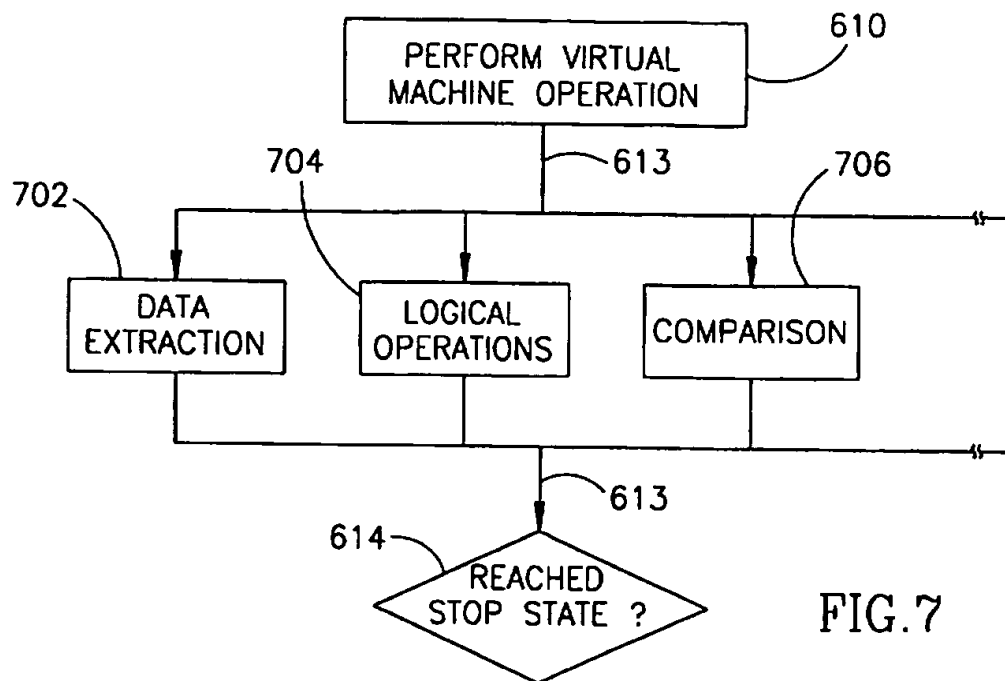 610
PERFORM VIRTUAL
MACHINE OPERATION
613
704
706
702
DATA
EXTRACTION
LOGICAL
OPERATIONS
COMPARISON
613
614
REACHED
STOP STATE ?
FIG.7